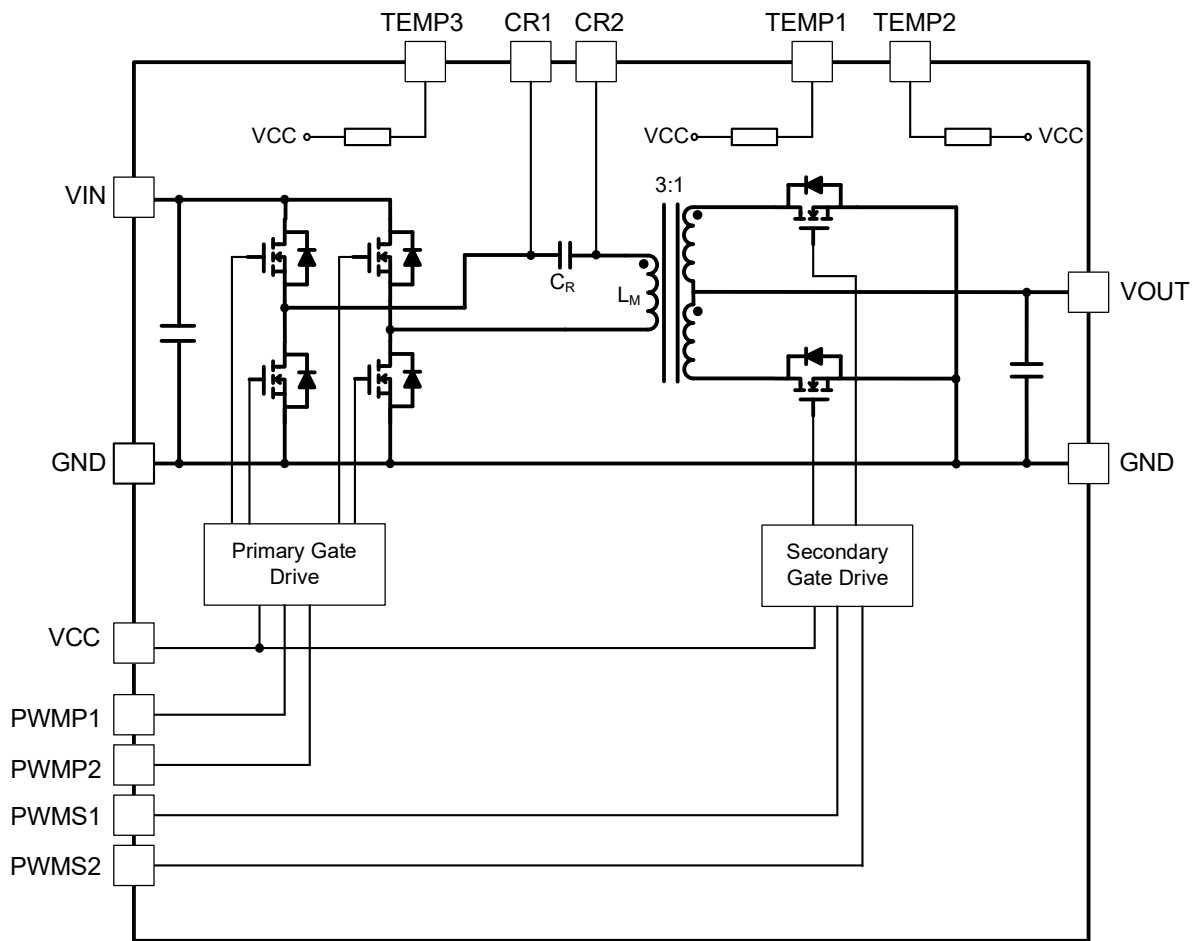 TEMP3 CR1 CR2 TEMP1 TEMP2
VCC VCC VCC
VIN 3:1
C_R L_M VOUT
GND GND
Primary Gate
Drive
Secondary
Gate Drive
VCC
PWMP1
PWMP2
PWMS1
PWMS2